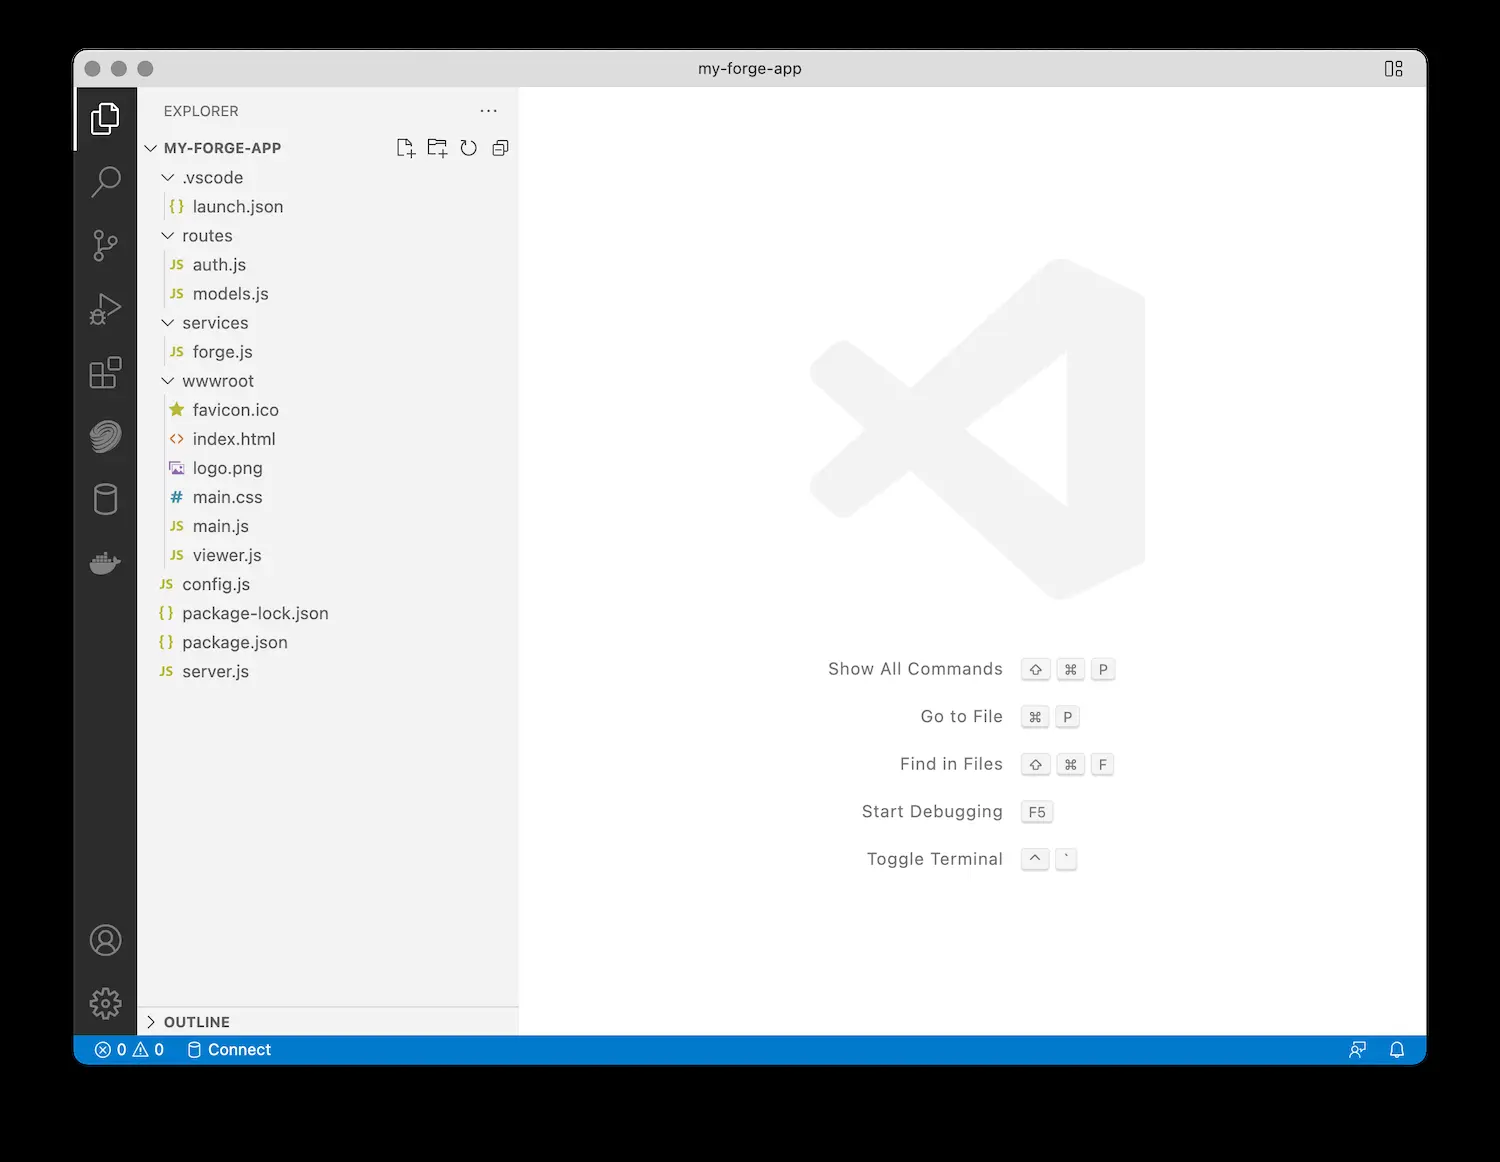 my-forge-app
EXPLORER
MY-FORGE-APP
.vscode
{} launch.json
routes
JS auth.js
JS models.js
services
JS forge.js
wwwroot
favicon.ico
<> index.html
logo.png
# main.css
JS main.js
JS viewer.js
JS config.js
{} package-lock.json
{} package.json
JS server.js
OUTLINE
Show All Commands ⇧ ⌘ P
Go to File ⌘ P
Find in Files ⇧ ⌘ F
Start Debugging F5
Toggle Terminal ^ `
0 0 Connect